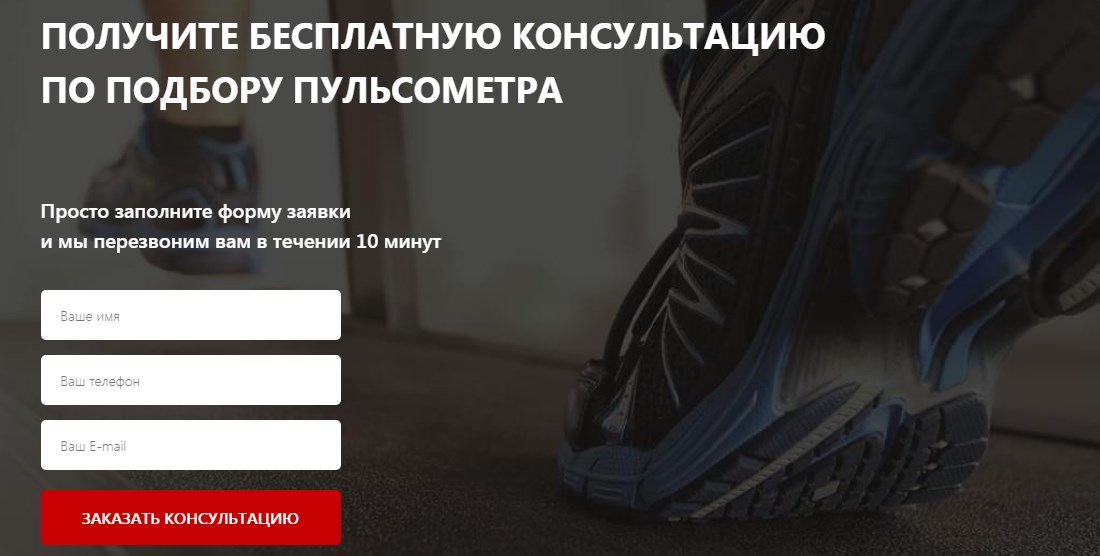 ПОЛУЧИТЕ БЕСПЛАТНУЮ КОНСУЛЬТАЦИЮ
ПО ПОДБОРУ ПУЛЬСОМЕТРА
Просто заполните форму заявки
и мы перезвоним вам в течении 10 минут
Ваше имя
Ваш телефон
Ваш E-mail
ЗАКАЗАТЬ КОНСУЛЬТАЦИЮ